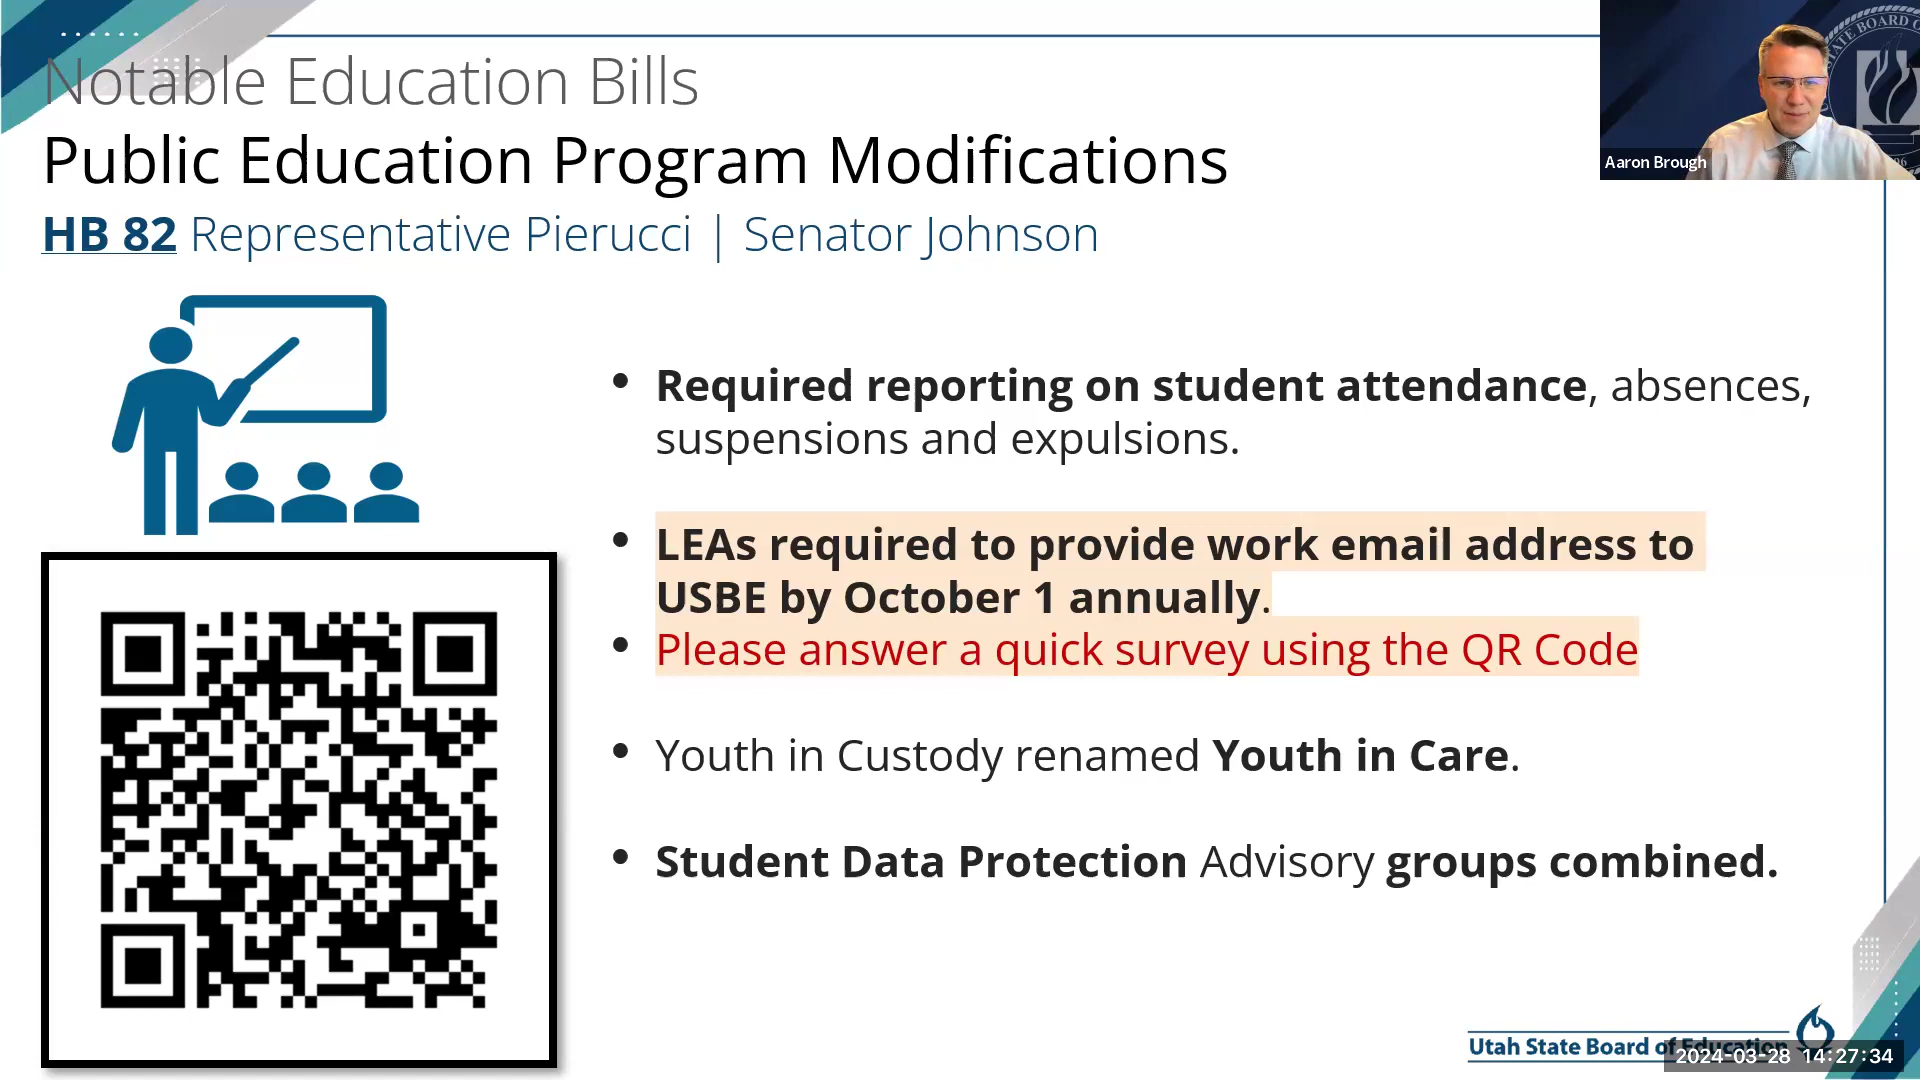 Notable Education Bills
Public Education Program Modifications
HB 82 Representative Pierucci | Senator Johnson
STATE BOARD
Aaron Brough
• Required reporting on student attendance, absences,
suspensions and expulsions.
• LEAs required to provide work email address to
USBE by October 1 annually.
• Please answer a quick survey using the QR Code
• Youth in Custody renamed Youth in Care.
• Student Data Protection Advisory groups combined.
Utah State Board of Education
2024-03-28 14:27:34